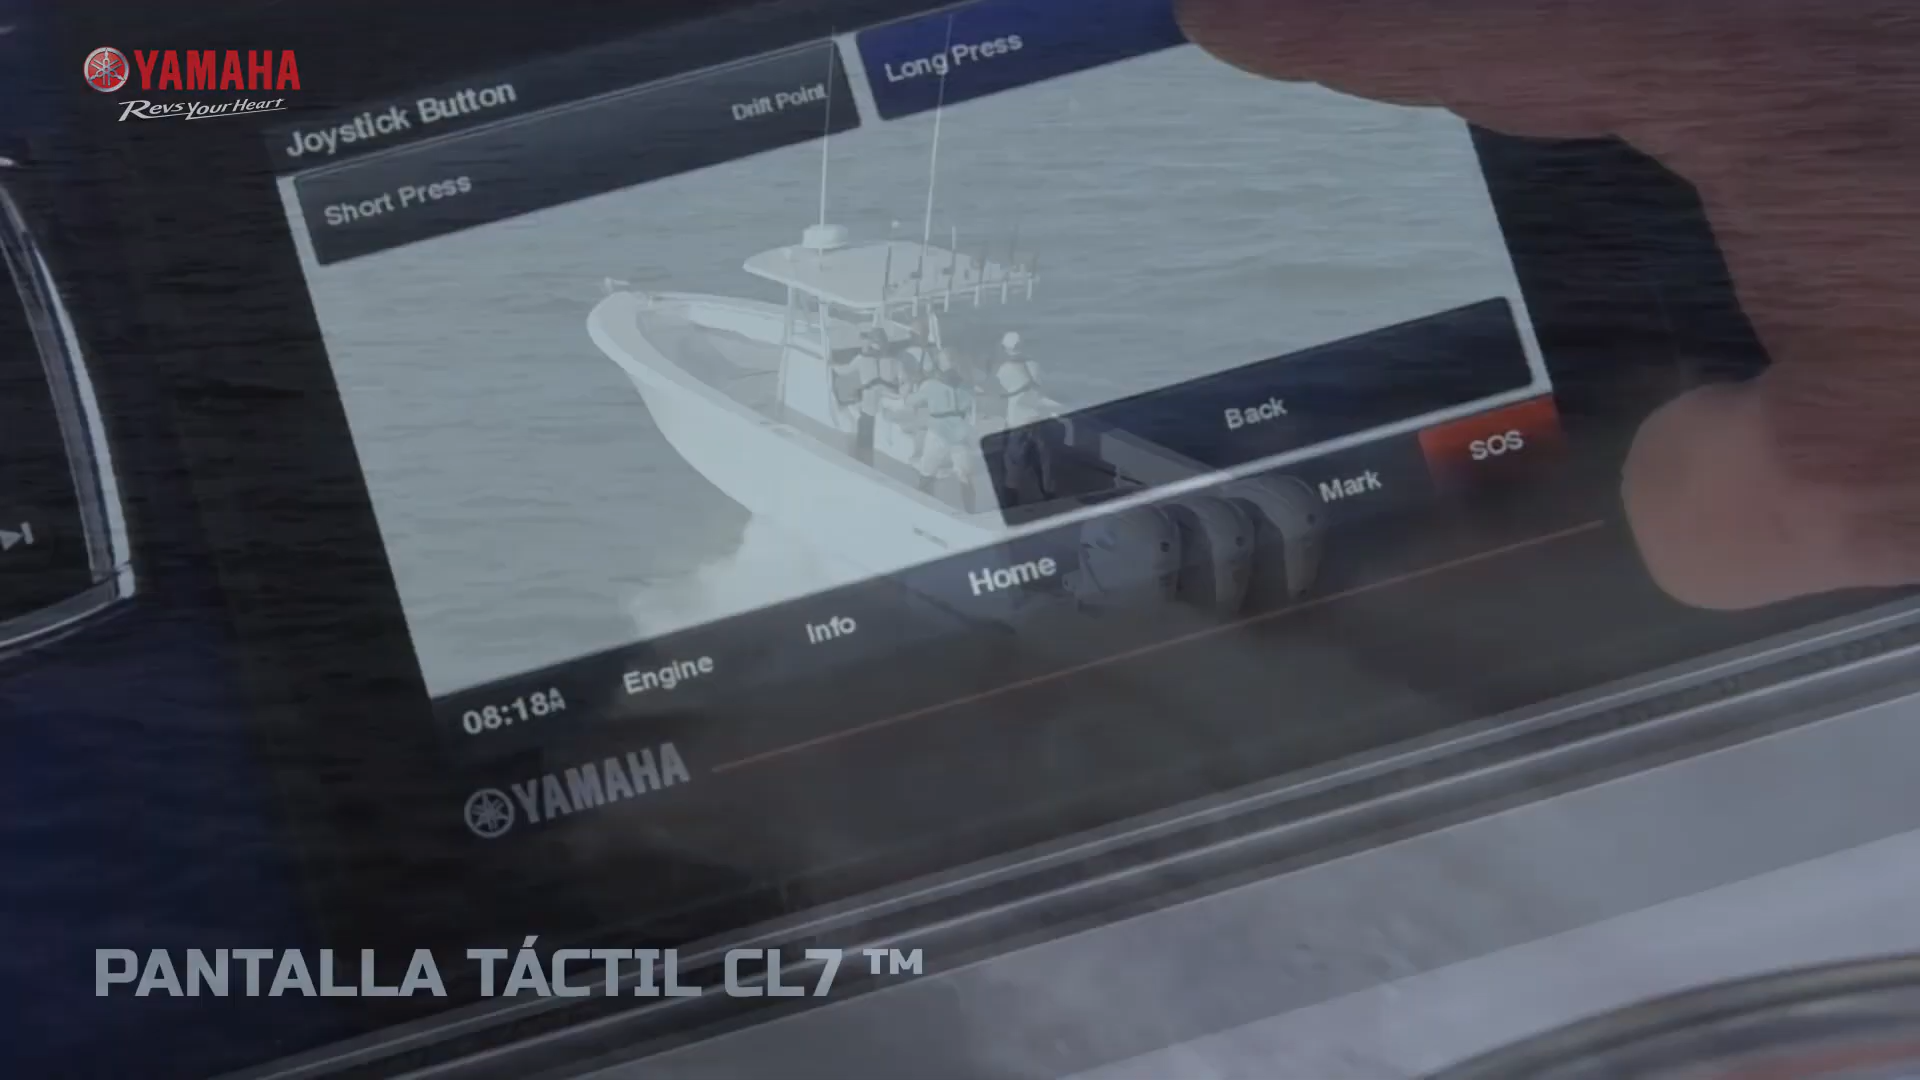 YAMAHA
Revs Your Heart
Joystick Button
Short Press
Drift Point
Long Press
Back
08:18AM
Engine
Info
Home
Mark
SOS
YAMAHA
PANTALLA TÁCTIL CL7 ™